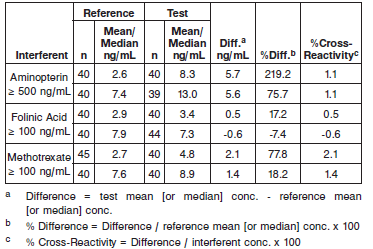 Reference Test
Interferent n Mean/Median ng/mL n Mean/Median ng/mL Diff.a ng/mL %Diff.b %Cross-Reactivityc
Aminopterin ≥ 500 ng/mL 40 2.6 40 8.3 5.7 219.2 1.1
40 7.4 39 13.0 5.6 75.7 1.1
Folinic Acid ≥ 100 ng/mL 40 2.9 40 3.4 0.5 17.2 0.5
40 7.9 44 7.3 -0.6 -7.4 -0.6
Methotrexate ≥ 100 ng/mL 45 2.7 40 4.8 2.1 77.8 2.1
40 7.6 40 8.9 1.4 18.2 1.4
a Difference = test mean [or median] conc. - reference mean
[or median] conc.
b % Difference = Difference / reference mean [or median] conc. x 100
c % Cross-Reactivity = Difference / interferent conc. x 100